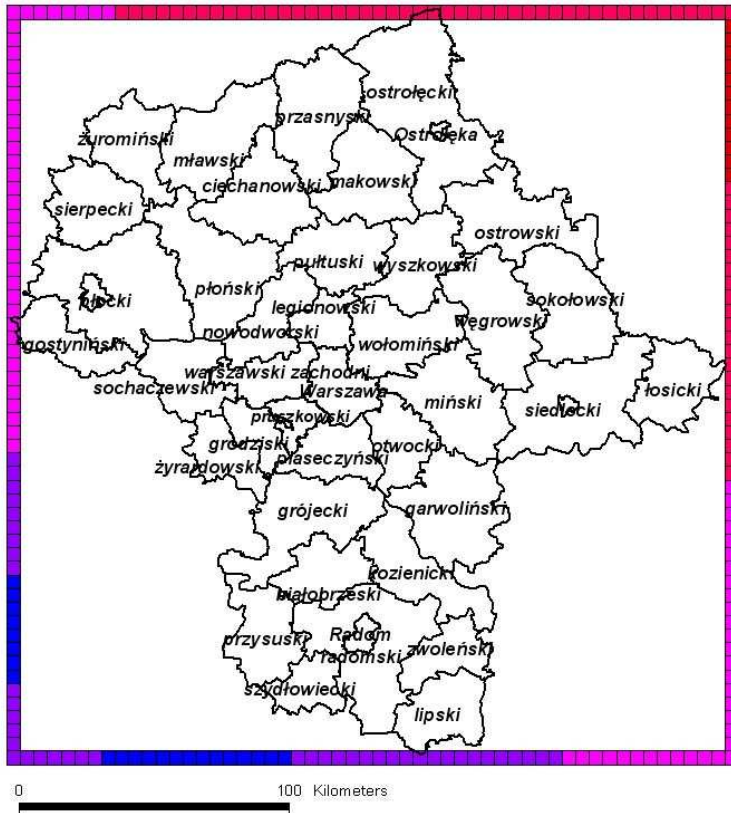 ostrołęcki
przasnyski
Ostrołęka
żuromiński
mławski
ciechanowski
makowski
sierpecki
ostrowski
pułtuski
wyszkowski
płoński
płocki
sokołowski
legionowski
węgrowski
nowodworski
wołomiński
gostyniński
warszawski zachodni
sochaczewski
Warszawa
łosicki
miński
siedlecki
pruszkowski
grodziski
otwocki
piaseczyński
żyrardowski
grójecki
garwoliński
kozienicki
białobrzeski
Radom
przysuski
zwoleński
radomski
szydłowiecki
lipski
0 100 Kilometers